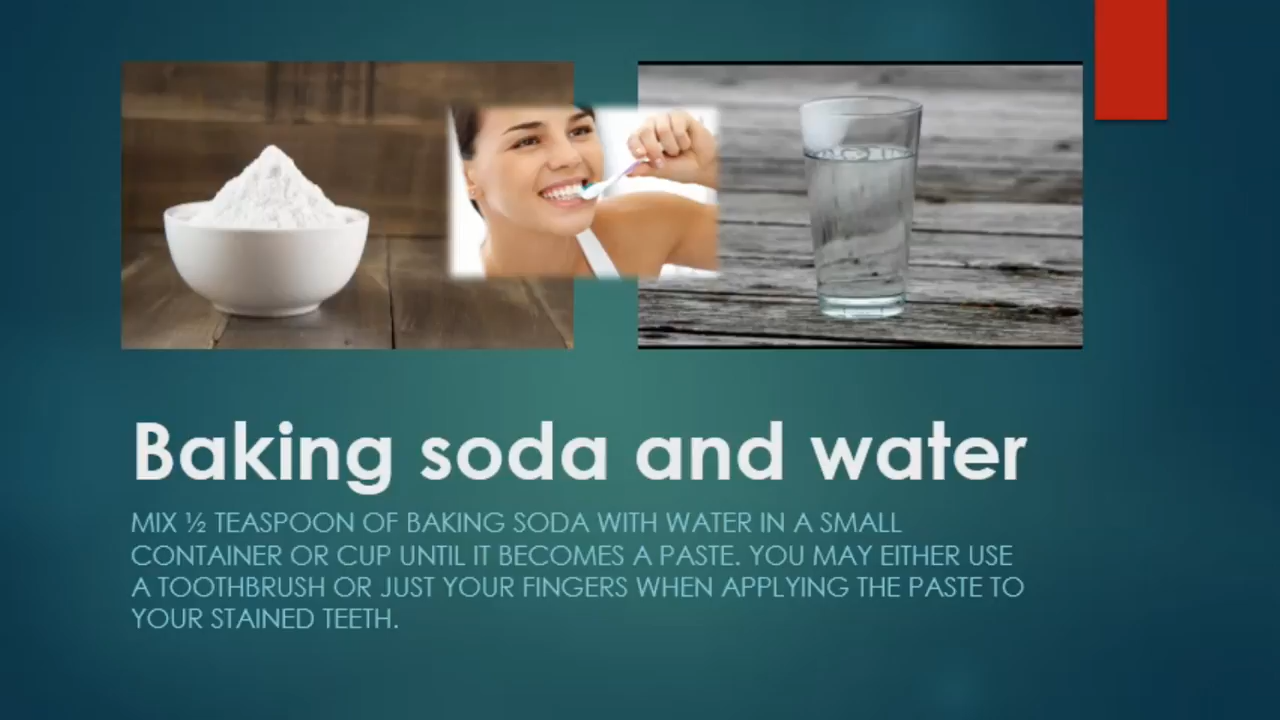 Baking soda and water
MIX ½ TEASPOON OF BAKING SODA WITH WATER IN A SMALL
CONTAINER OR CUP UNTIL IT BECOMES A PASTE. YOU MAY EITHER USE
A TOOTHBRUSH OR JUST YOUR FINGERS WHEN APPLYING THE PASTE TO
YOUR STAINED TEETH.